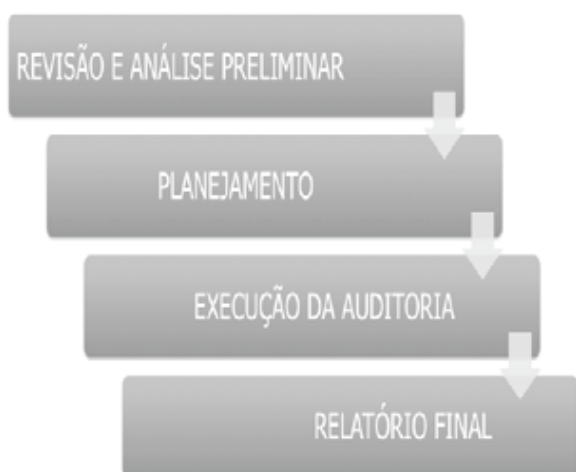 REVISÃO E ANÁLISE PRELIMINAR
PLANEJAMENTO
EXECUÇÃO DA AUDITORIA
RELATÓRIO FINAL